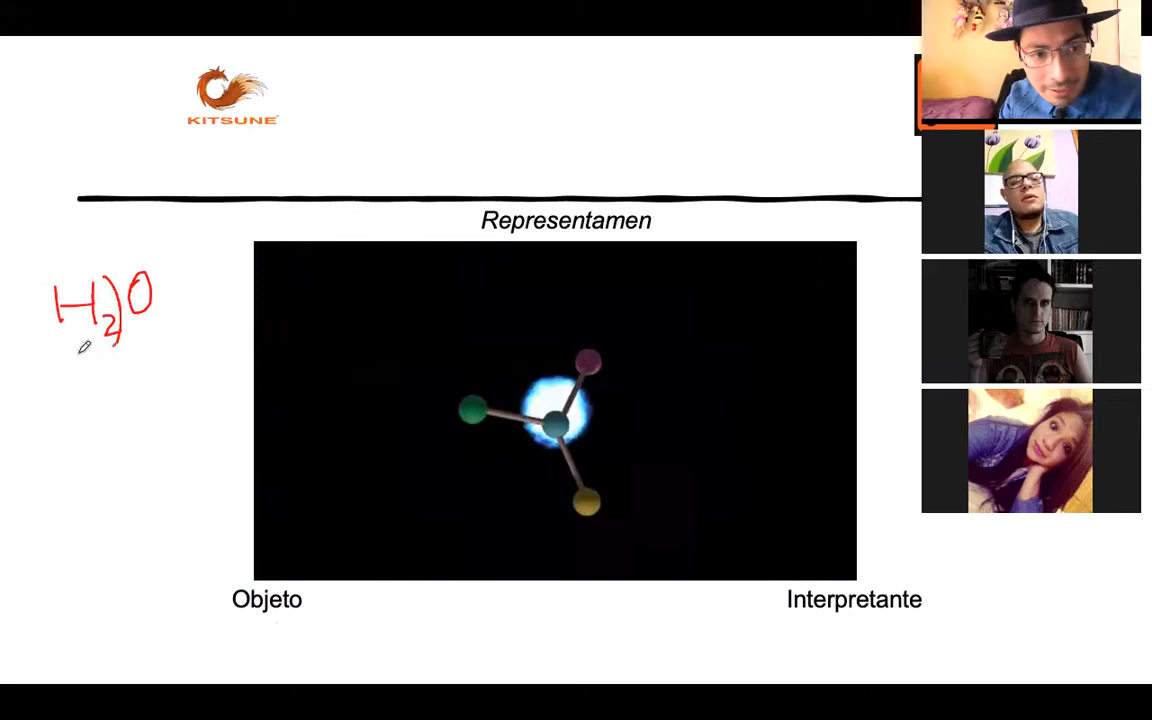 KITSUNE
Representamen
H₂O
Objeto
Interpretante